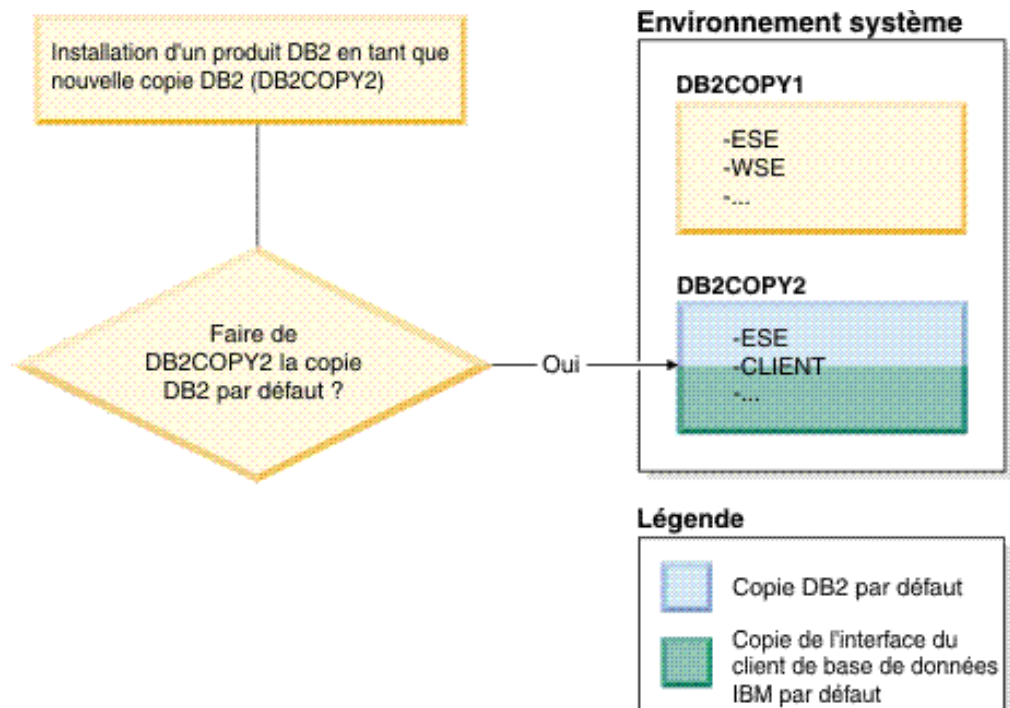 Installation d'un produit DB2 en tant que
nouvelle copie DB2 (DB2COPY2)
Faire de
DB2COPY2 la copie
DB2 par défaut ?
Oui
Environnement système
DB2COPY1
-ESE
-WSE
-...
DB2COPY2
-ESE
-CLIENT
-...
Légende
Copie DB2 par défaut
Copie de l'interface du
client de base de données
IBM par défaut